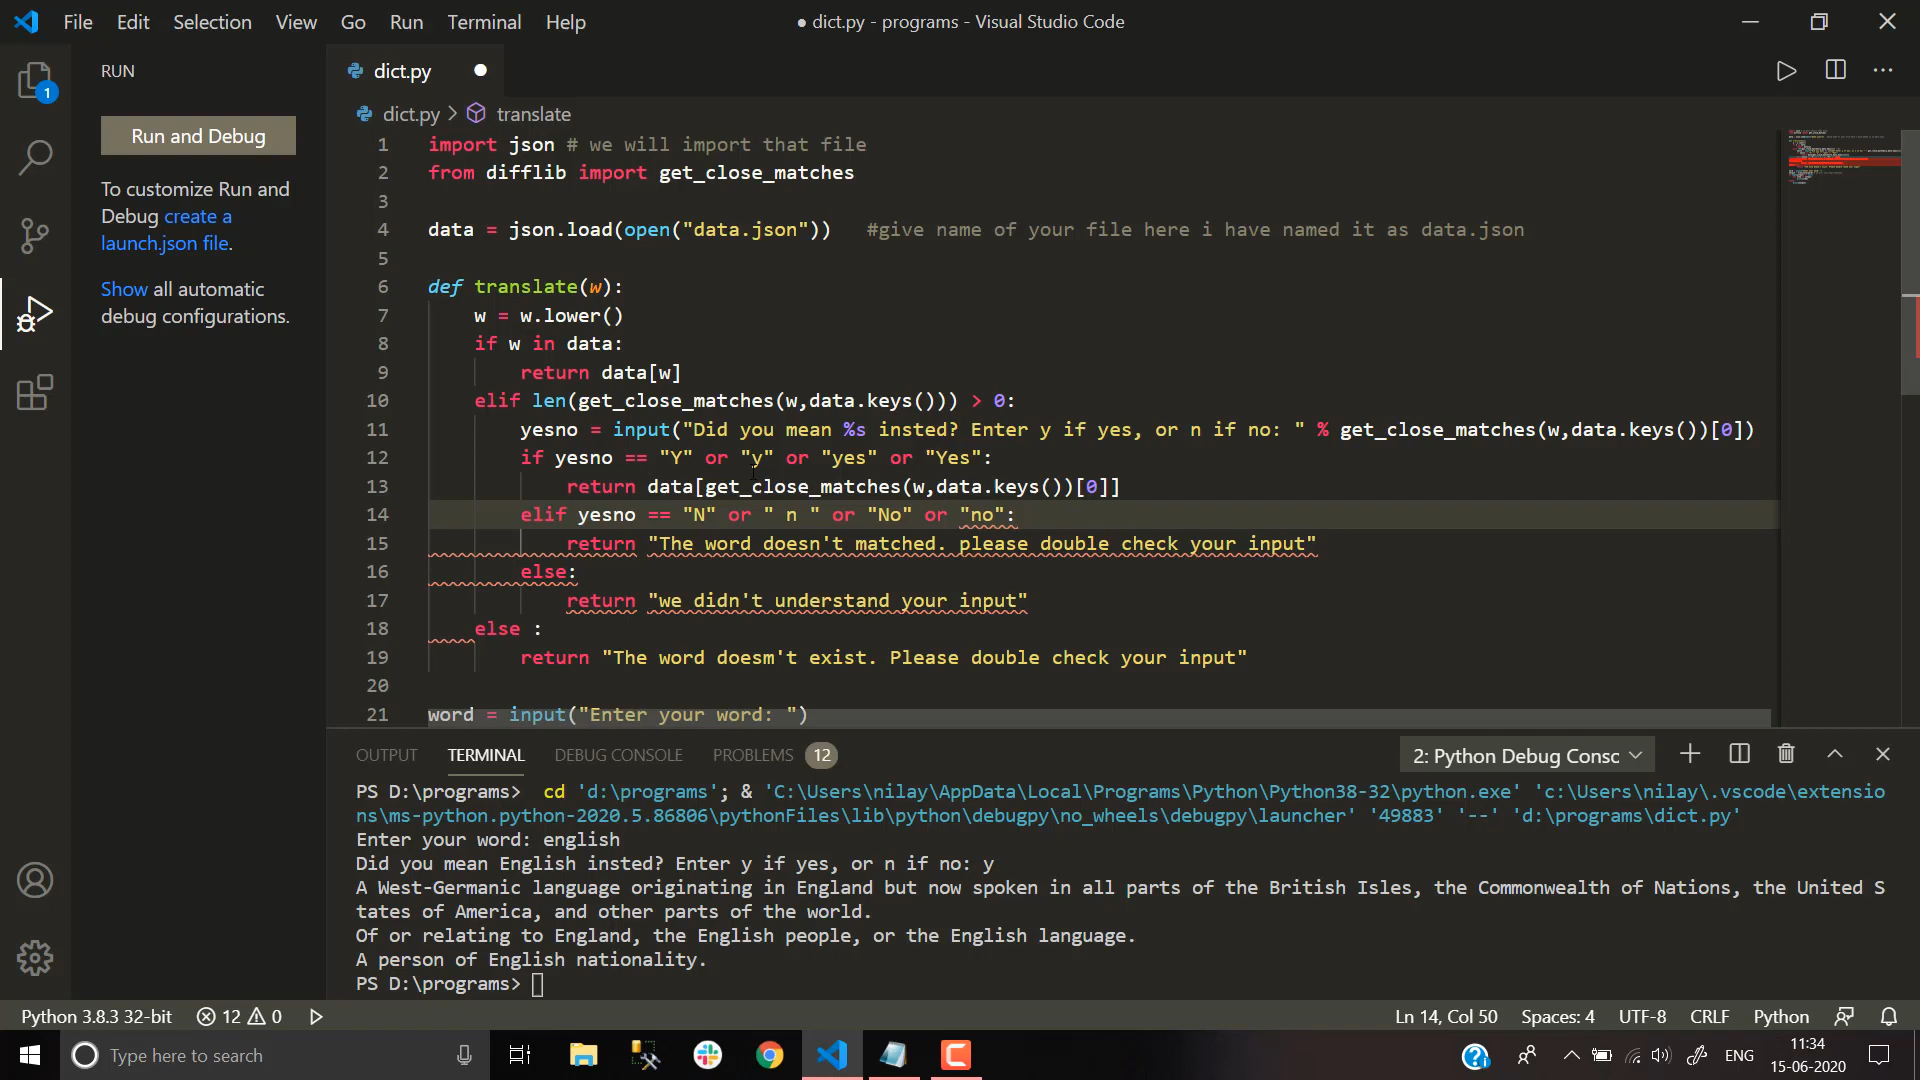 File Edit Selection View Go Run Terminal Help
● dict.py - programs - Visual Studio Code
RUN
dict.py
1
Run and Debug
To customize Run and
Debug create a
launch.json file.
Show all automatic
debug configurations.
dict.py > translate
1 import json # we will import that file
2 from difflib import get_close_matches
3
4 data = json.load(open("data.json")) #give name of your file here i have named it as data.json
5
6 def translate(w):
7 w = w.lower()
8 if w in data:
9 return data[w]
10 elif len(get_close_matches(w,data.keys())) > 0:
11 yesno = input("Did you mean %s insted? Enter y if yes, or n if no: " % get_close_matches(w,data.keys())[0])
12 if yesno == "Y" or "y" or "yes" or "Yes":
13 return data[get_close_matches(w,data.keys())[0]]
14 elif yesno == "N" or " n " or "No" or "no":
15 return "The word doesn't matched. please double check your input"
16 else:
17 return "we didn't understand your input"
18 else :
19 return "The word doesm't exist. Please double check your input"
20
21 word = input("Enter your word: ")
OUTPUT TERMINAL DEBUG CONSOLE PROBLEMS 12
2: Python Debug Consc
PS D:\programs> cd 'd:\programs'; & 'C:\Users\nilay\AppData\Local\Programs\Python\Python38-32\python.exe' 'c:\Users\nilay\.vscode\extensio
ns\ms-python.python-2020.5.86806\pythonFiles\lib\python\debugpy\no_wheels\debugpy\launcher' '49883' '--' 'd:\programs\dict.py'
Enter your word: english
Did you mean English insted? Enter y if yes, or n if no: y
A West-Germanic language originating in England but now spoken in all parts of the British Isles, the Commonwealth of Nations, the United S
tates of America, and other parts of the world.
Of or relating to England, the English people, or the English language.
A person of English nationality.
PS D:\programs>
Python 3.8.3 32-bit 12 0
Ln 14, Col 50 Spaces: 4 UTF-8 CRLF Python
Type here to search
ENG
11:34
15-06-2020